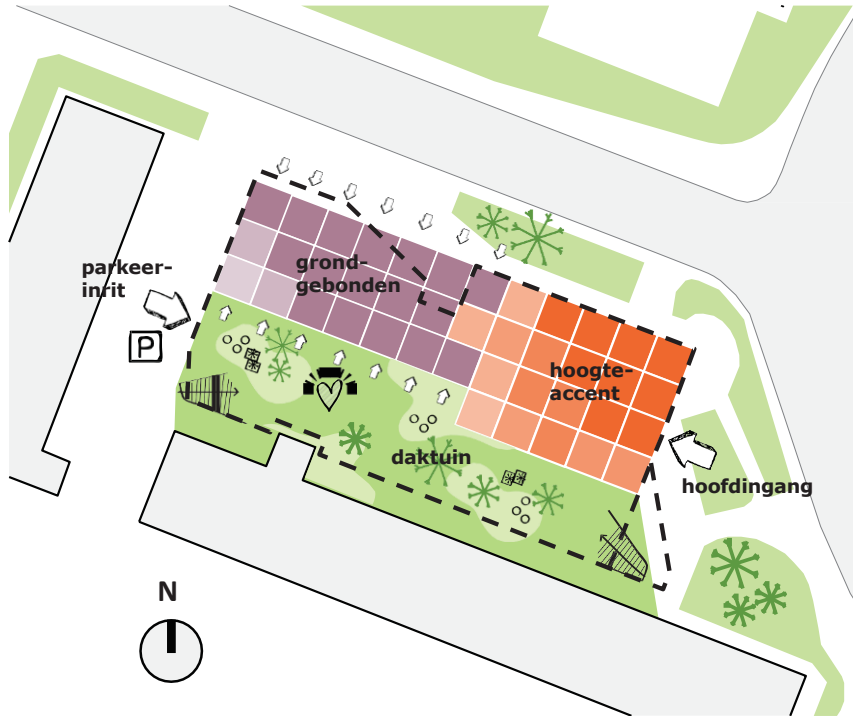 grond-
gebonden
parkeer-
inrit
P
hoogte-
accent
daktuin
hoofdingang
N